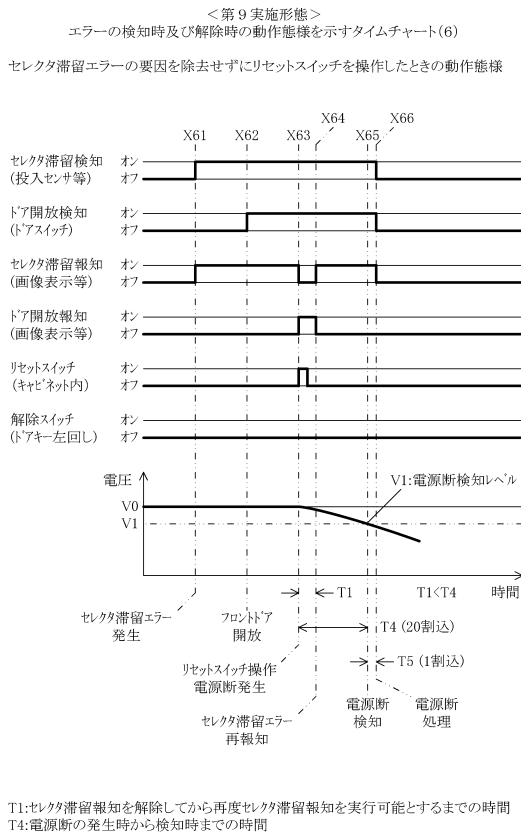 ＜第９実施形態＞
エラーの検知時及び解除時の動作態様を示すタイムチャート（６）
セレクタ滞留エラーの要因を除去せずにリセットスイッチを操作したときの動作態様
X64 X66
X61 X62 X63 X65
セレクタ滞留検知 オン
（投入センサ等） オフ
ドア開放検知 オン
（ドアスイッチ） オフ
セレクタ滞留報知 オン
（画像表示等） オフ
ドア開放報知 オン
（画像表示等） オフ
リセットスイッチ オン
（キャビネット内） オフ
解除スイッチ オン
（ドアキー左回し） オフ
電圧
V1:電源断検知レベル
V0
V1
T1 T1<T4 時間
セレクタ滞留エラー
発生
フロントドア
開放
T4（20割込）
リセットスイッチ操作
電源断発生
T5（1割込）
セレクタ滞留エラー
再報知
電源断
検知
電源断
処理
T1:セレクタ滞留報知を解除してから再度セレクタ滞留報知を実行可能とするまでの時間
T4:電源断の発生時から検知時までの時間